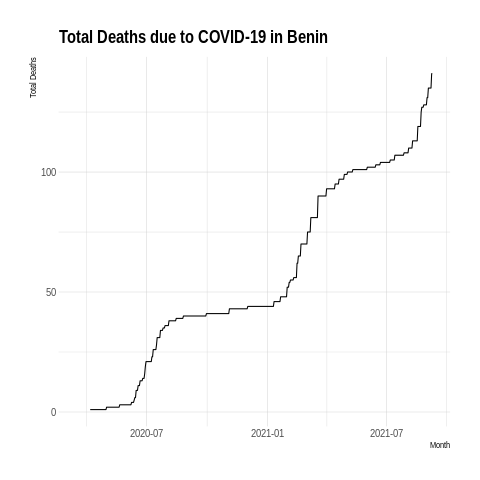 Total Deaths due to COVID-19 in Benin
Total Deaths
100
50
0
2020-07
2021-01
2021-07
Month